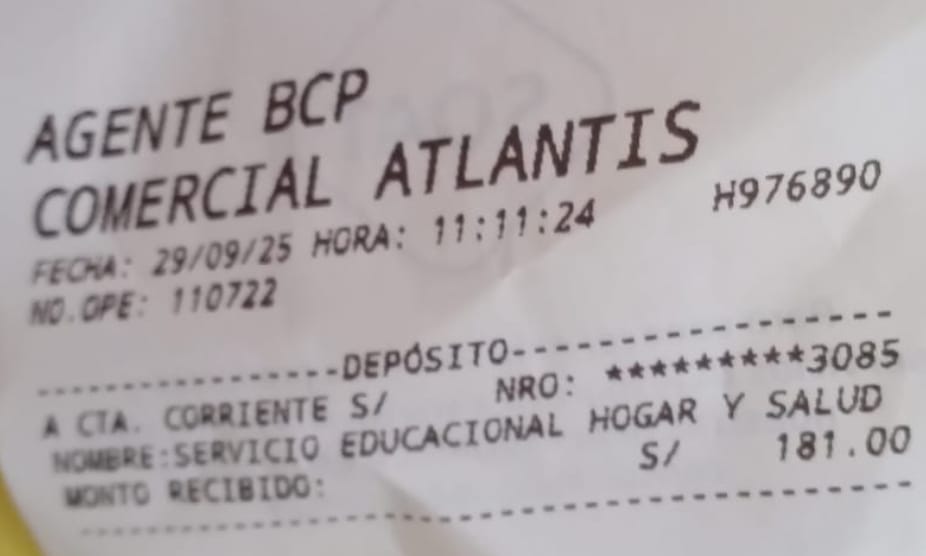 AGENTE BCP
COMERCIAL ATLANTIS
FECHA: 29/09/25 HORA: 11:11:24 H976890
NO.OPE: 110722
-----------------DEPÓSITO-----------------
A CTA. CORRIENTE S/ NRO: *********3085
NOMBRE:SERVICIO EDUCACIONAL HOGAR Y SALUD
MONTO RECIBIDO: S/ 181.00
------------------------------------------